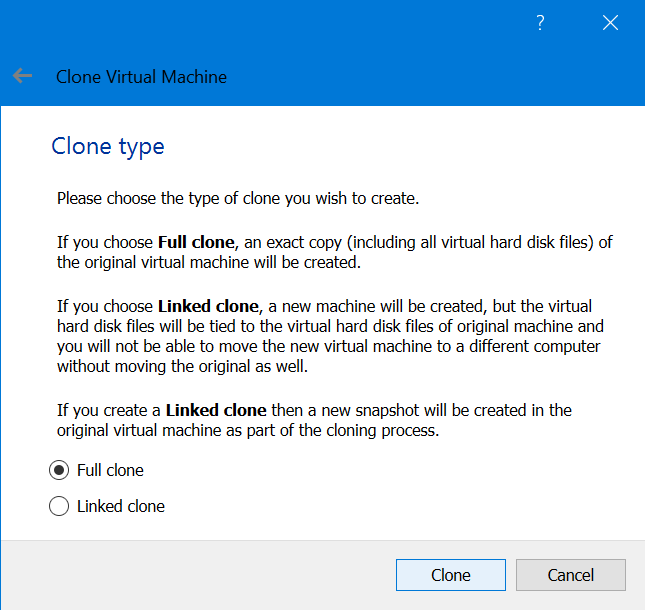 ?
Clone Virtual Machine
Clone type
Please choose the type of clone you wish to create.
If you choose Full clone, an exact copy (including all virtual hard disk files) of
the original virtual machine will be created.
If you choose Linked clone, a new machine will be created, but the virtual
hard disk files will be tied to the virtual hard disk files of original machine and
you will not be able to move the new virtual machine to a different computer
without moving the original as well.
If you create a Linked clone then a new snapshot will be created in the
original virtual machine as part of the cloning process.
Full clone
Linked clone
Clone Cancel